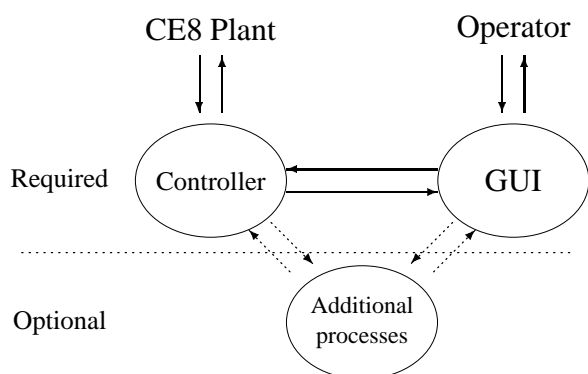 CE8 Plant
Operator
Required
Controller
GUI
Optional
Additional
processes